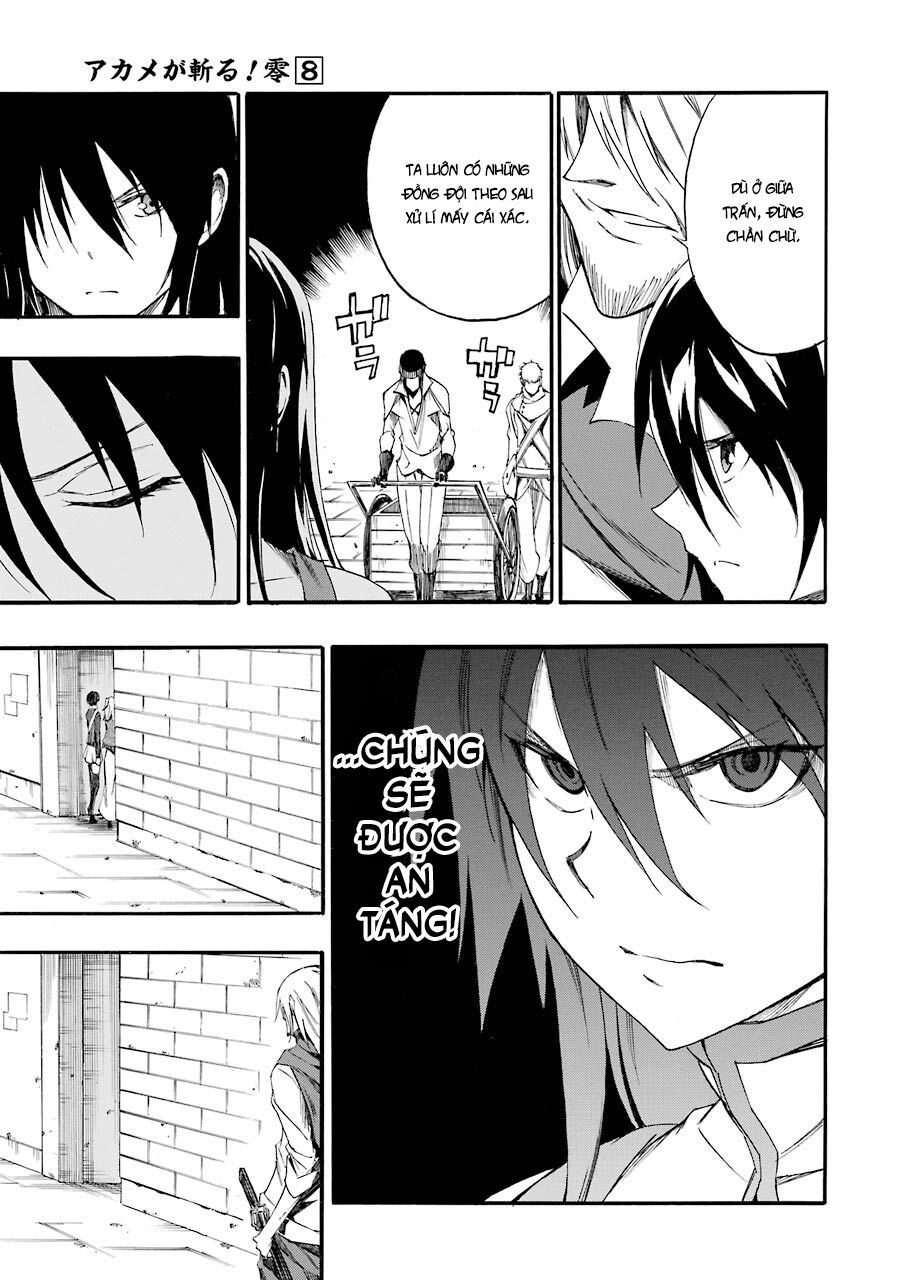 アカメが斬る!零8
DÙ Ở GIỮA
TRẤN, ĐỪNG
CHẦN CHỪ.
TA LUÔN CÓ NHỮNG
ĐỒNG ĐỘI THEO SAU
XỬ LÍ MẤY CÁI XÁC.
ガラ
ガラ
...CHÚNG
SẼ
ĐƯỢC
AN
TÁNG!